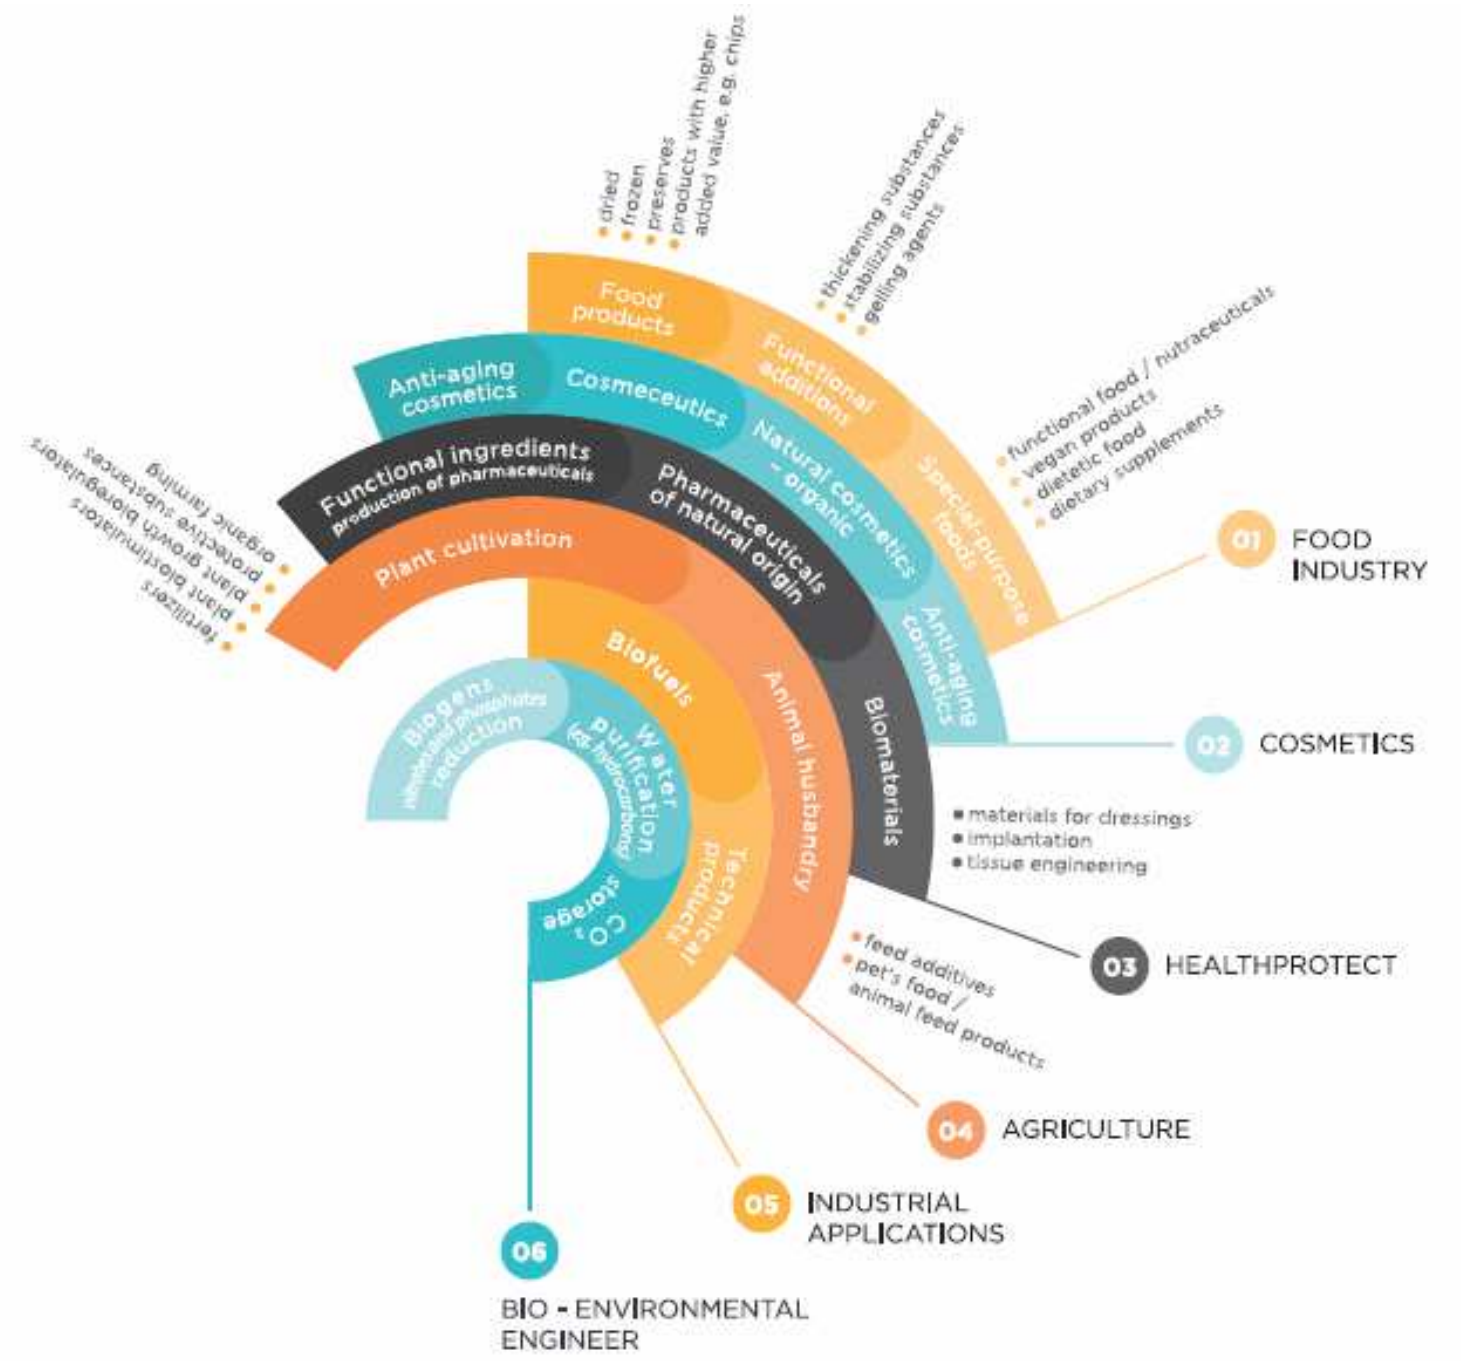 dried
frozen
preserves
products with higher
added value, e.g. chips
thickening substances
stabilizing substances
gelling agents
functional food / nutraceuticals
vegan products
dietetic food
dietary supplements
Food
products
Functional
additions
Special-purpose
foods
01
FOOD
INDUSTRY
Anti-aging
cosmetics
Cosmeceutics
Natural cosmetics
- organic
Anti-aging
cosmetics
02
COSMETICS
Functional ingredients
production of pharmaceuticals
Pharmaceuticals
of natural origin
Biomaterials
materials for dressings
implantation
tissue engineering
03
HEALTHPROTECT
organic farming
protective substances
plant growth bioregulators
plant biostimulators
fertilizers
Plant cultivation
Animal husbandry
feed additives
pet's food /
animal feed products
04
AGRICULTURE
Biofuels
Technical
products
05
INDUSTRIAL
APPLICATIONS
Biogens
phosphates
reduction
Water
purification
(eg. hydrocarbons)
CO₂
storage
06
BIO - ENVIRONMENTAL
ENGINEER